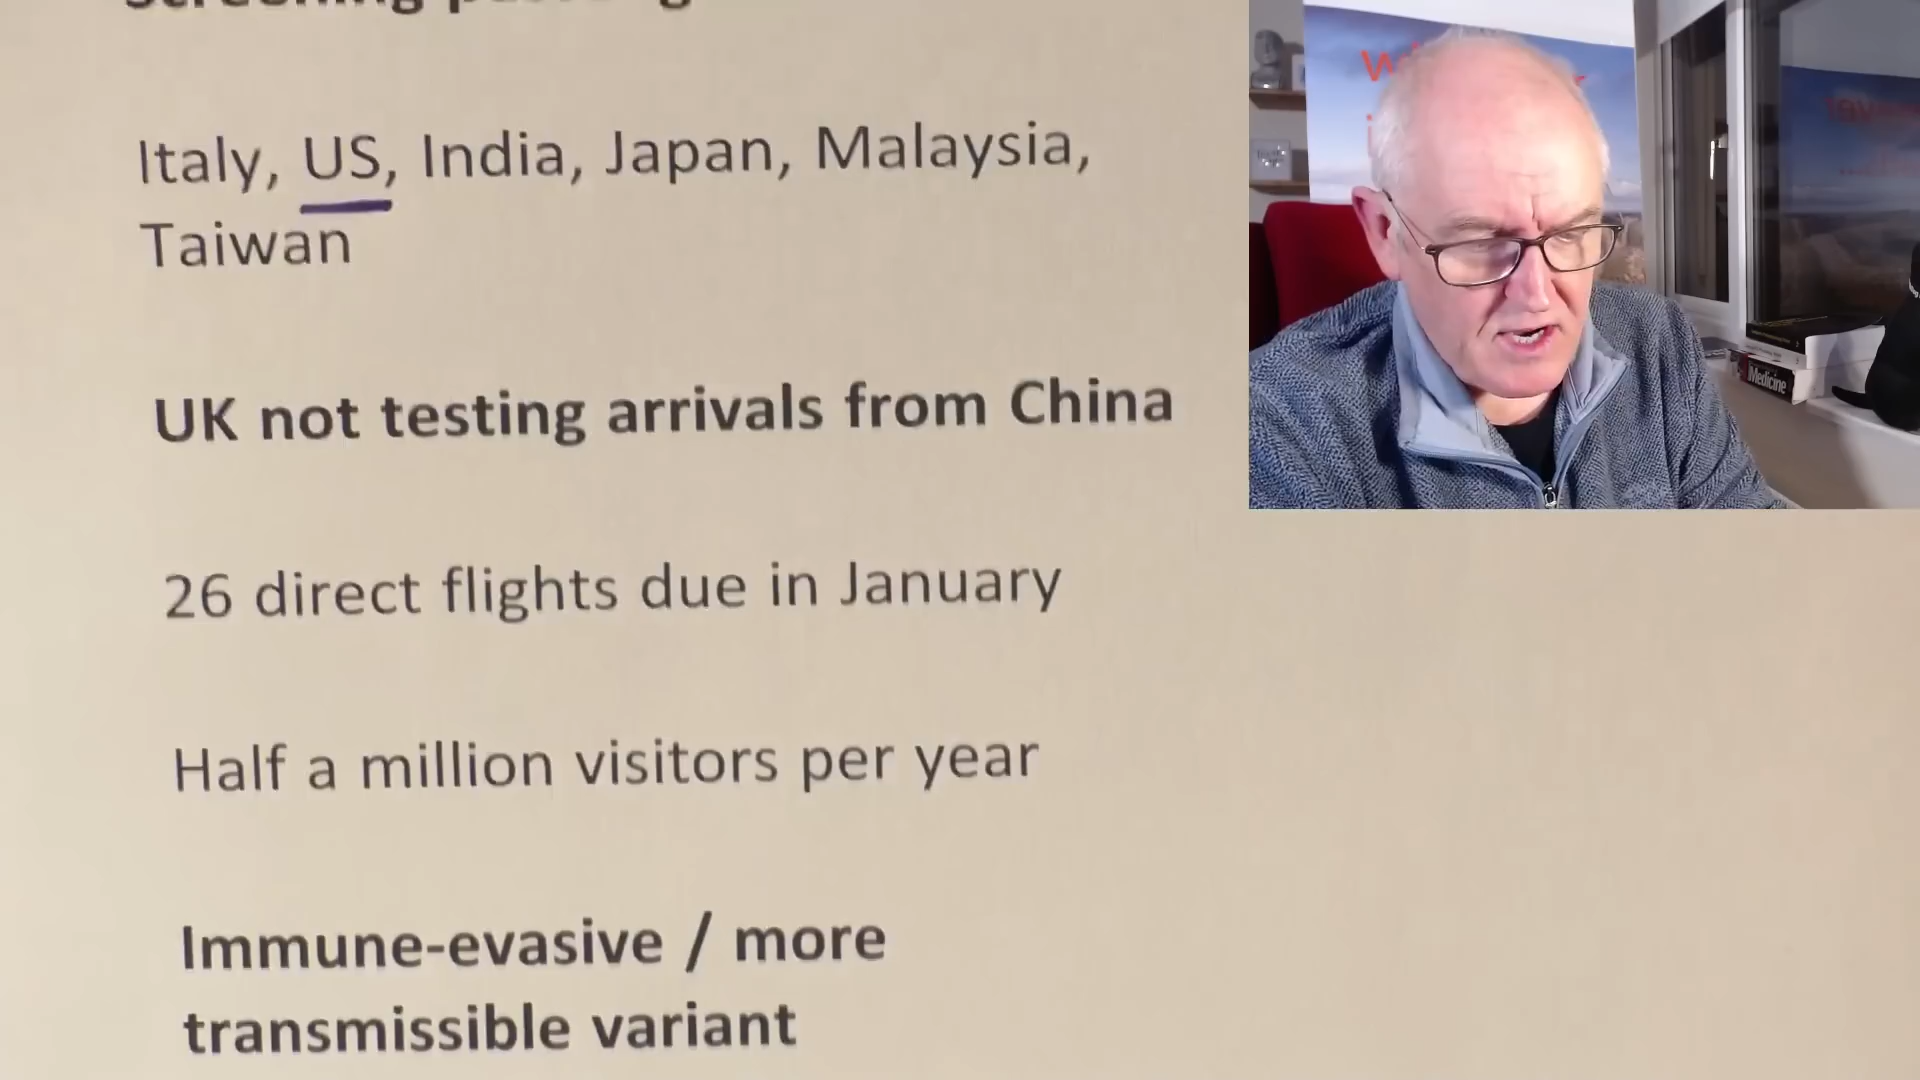 Italy, US, India, Japan, Malaysia,
Taiwan
UK not testing arrivals from China
26 direct flights due in January
Half a million visitors per year
Immune-evasive / more
transmissible variant
Medicine